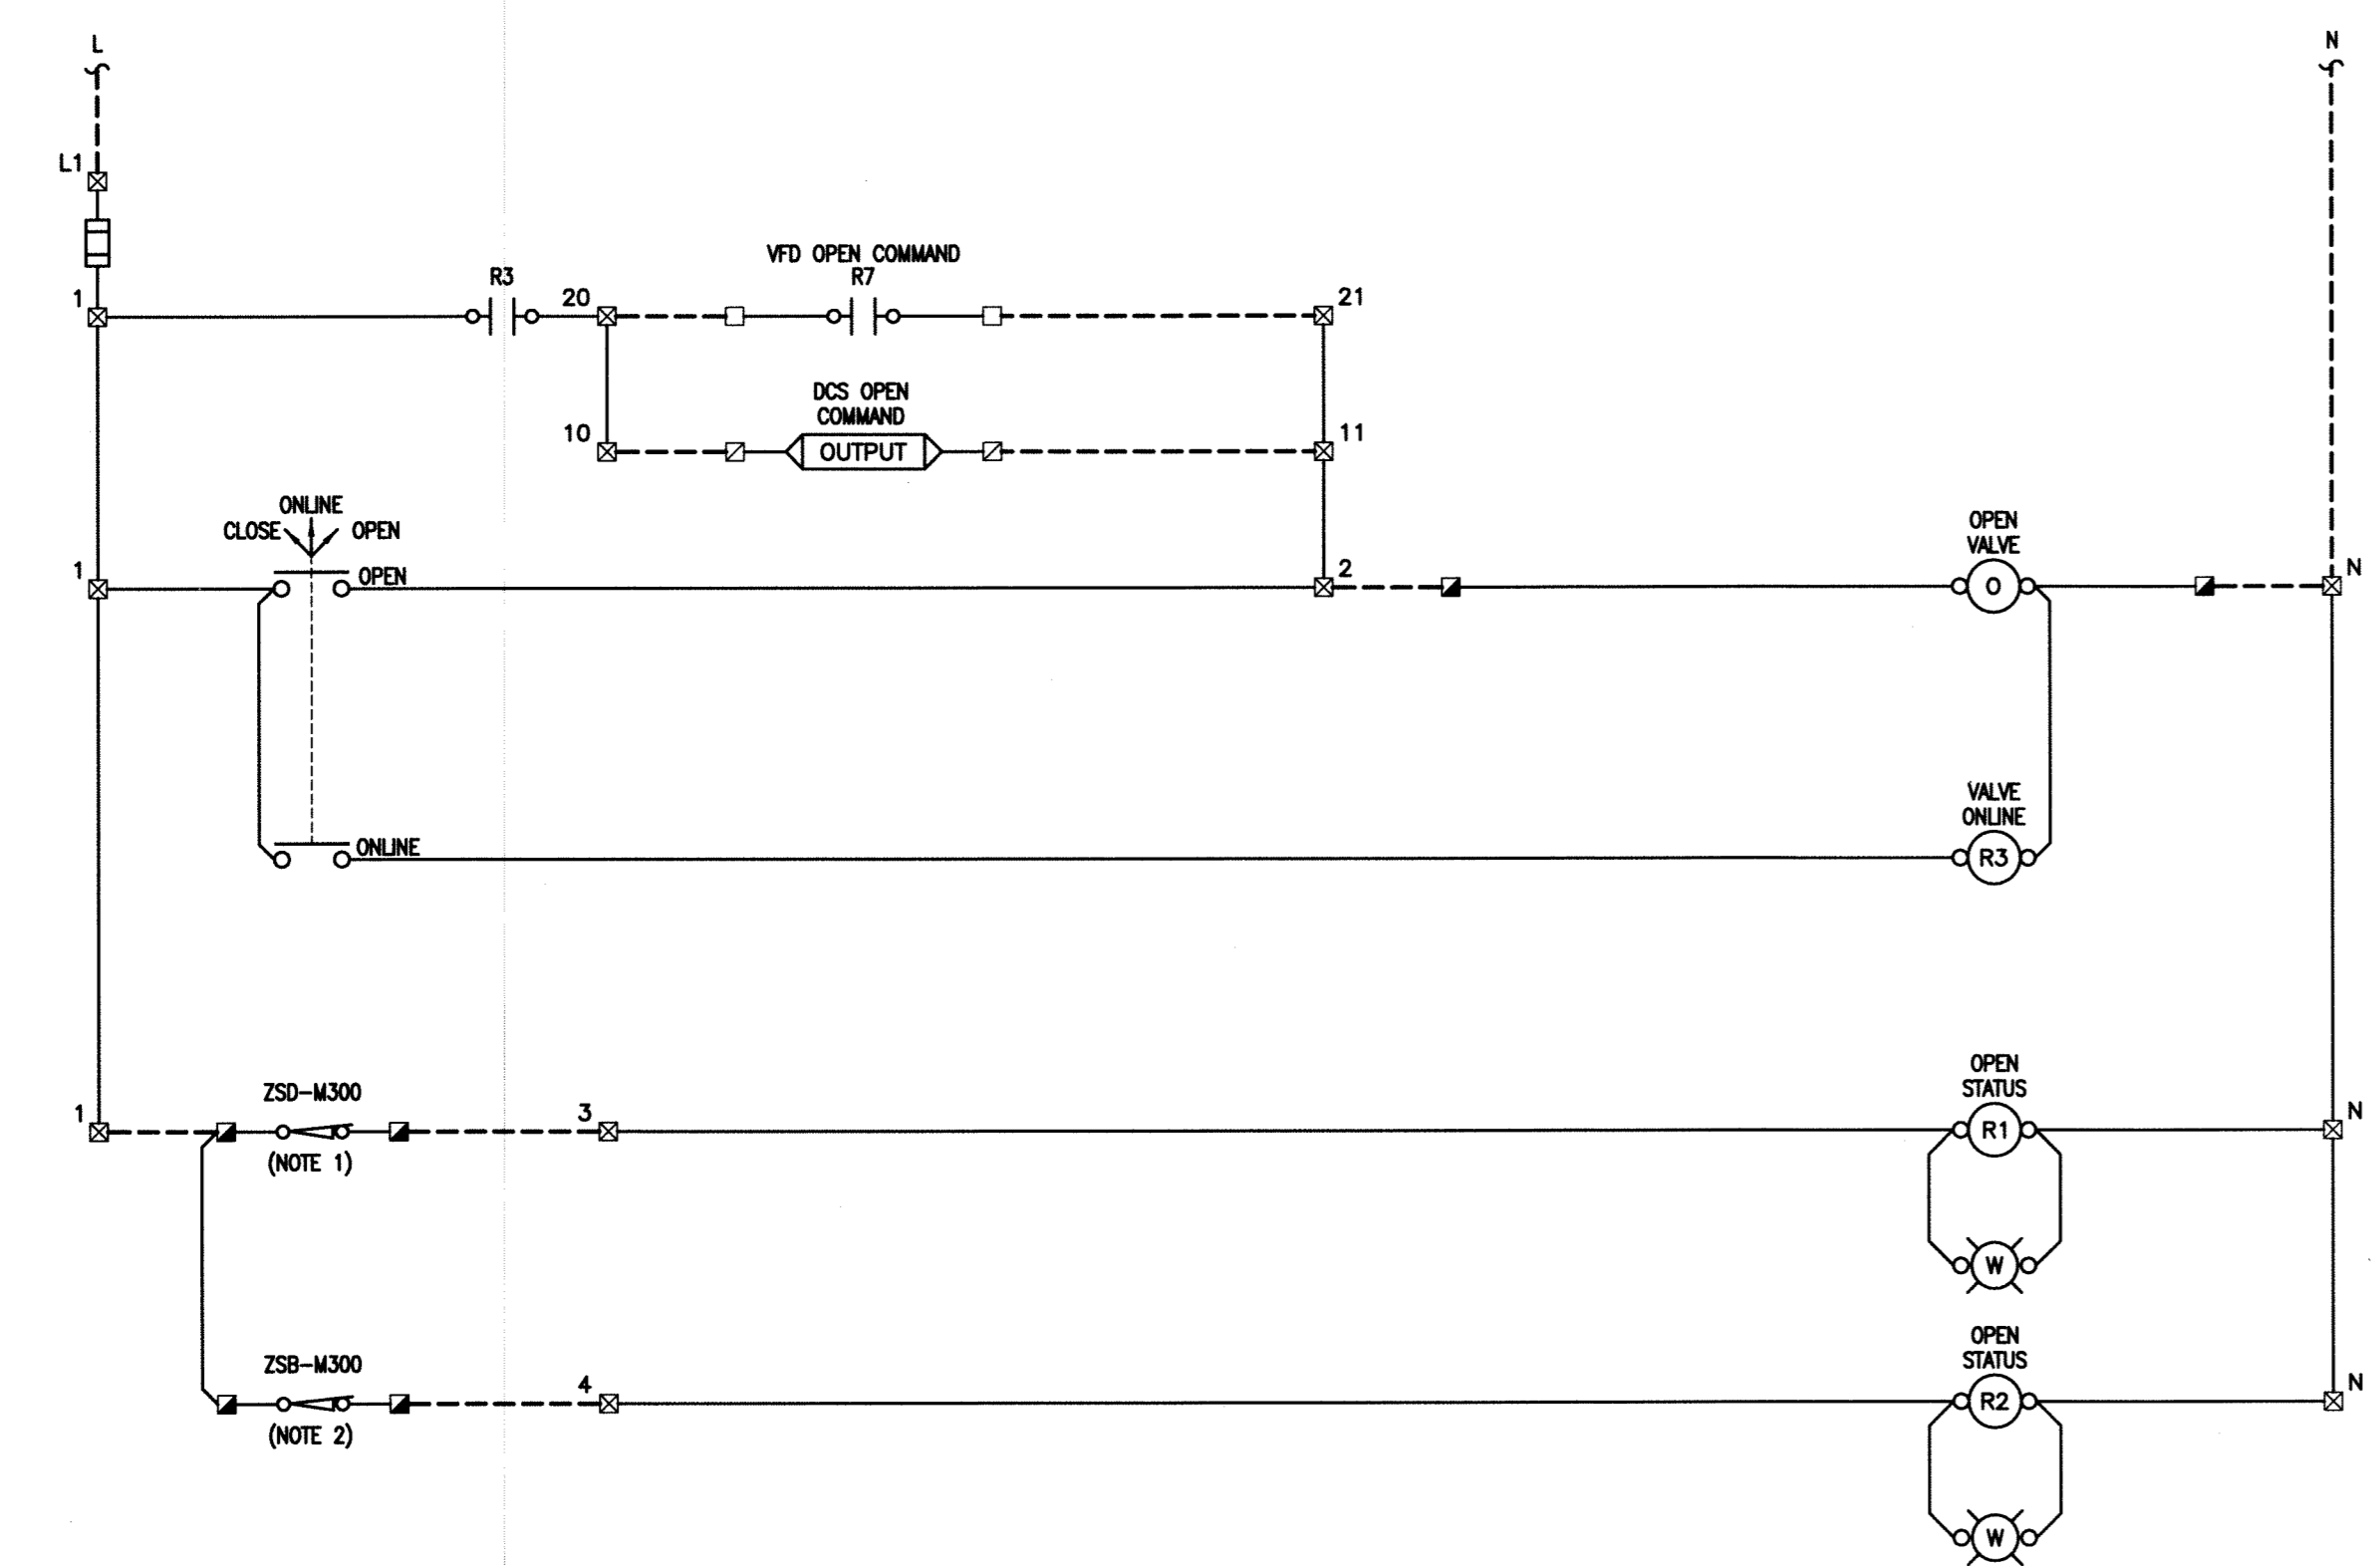 L
N
L1
VFD OPEN COMMAND
R3
R7
1
20
21
DCS OPEN
COMMAND
10
OUTPUT
11
ONLINE
CLOSE
OPEN
OPEN
VALVE
1
OPEN
2
O
N
VALVE
ONLINE
ONLINE
R3
OPEN
STATUS
ZSD-M300
1
3
R1
N
(NOTE 1)
W
OPEN
STATUS
ZSB-M300
4
R2
N
(NOTE 2)
W